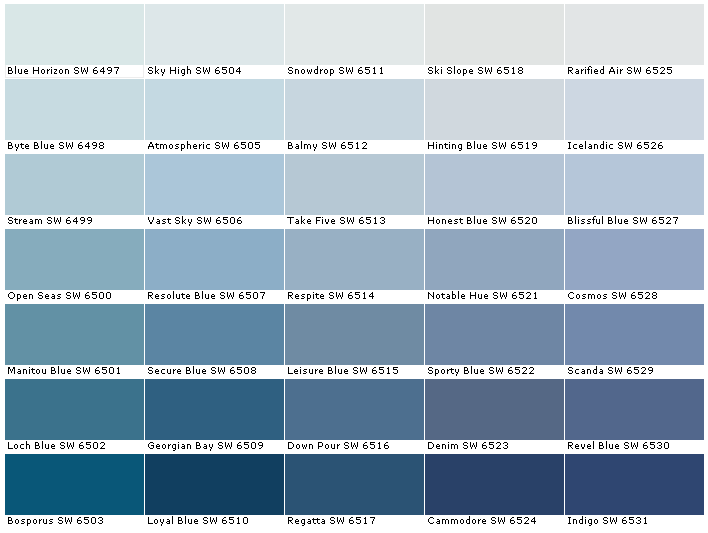 Blue Horizon SW 6497 Sky High SW 6504 Snowdrop SW 6511 Ski Slope SW 6518 Rarified Air SW 6525
Byte Blue SW 6498 Atmospheric SW 6505 Balmy SW 6512 Hinting Blue SW 6519 Icelandic SW 6526
Stream SW 6499 Vast Sky SW 6506 Take Five SW 6513 Honest Blue SW 6520 Blissful Blue SW 6527
Open Seas SW 6500 Resolute Blue SW 6507 Respite SW 6514 Notable Hue SW 6521 Cosmos SW 6528
Manitou Blue SW 6501 Secure Blue SW 6508 Leisure Blue SW 6515 Sporty Blue SW 6522 Scanda SW 6529
Loch Blue SW 6502 Georgian Bay SW 6509 Down Pour SW 6516 Denim SW 6523 Revel Blue SW 6530
Bosporus SW 6503 Loyal Blue SW 6510 Regatta SW 6517 Cammodore SW 6524 Indigo SW 6531